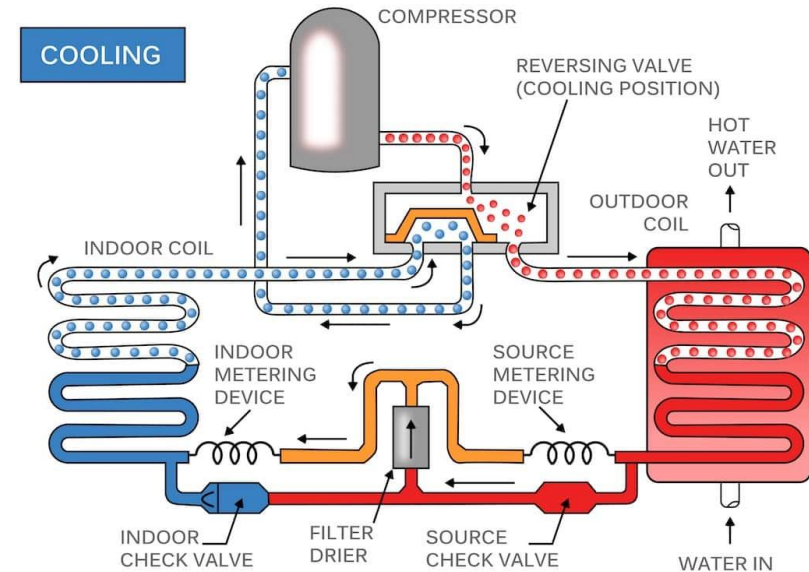 COMPRESSOR
COOLING
REVERSING VALVE
(COOLING POSITION)
HOT
WATER
OUT
OUTDOOR
COIL
INDOOR COIL
INDOOR
METERING
DEVICE
SOURCE
METERING
DEVICE
INDOOR
CHECK VALVE
FILTER
DRIER
SOURCE
CHECK VALVE
WATER IN